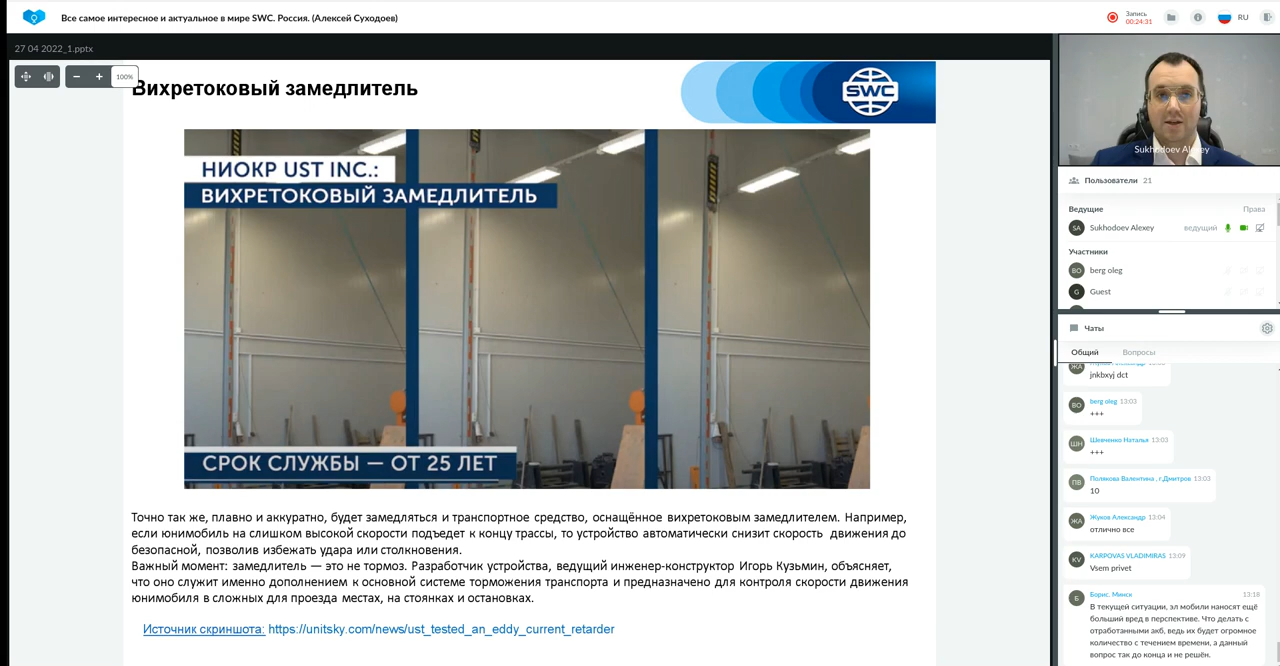 Все самое интересное и актуальное в мире SWC. Россия. (Алексей Суходоев)
Запись
00:24:31
RU
27 04 2022_1.pptx
100%
Вихретоковый замедлитель
SWC
НИОКР UST INC.:
ВИХРЕТОКОВЫЙ ЗАМЕДЛИТЕЛЬ
СРОК СЛУЖБЫ — ОТ 25 ЛЕТ
Точно так же, плавно и аккуратно, будет замедляться и транспортное средство, оснащённое вихретоковым замедлителем. Например,
если юнимобиль на слишком высокой скорости подъедет к концу трассы, то устройство автоматически снизит скорость движения до
безопасной, позволив избежать удара или столкновения.
Важный момент: замедлитель — это не тормоз. Разработчик устройства, ведущий инженер-конструктор Игорь Кузьмин, объясняет,
что оно служит именно дополнением к основной системе торможения транспорта и предназначено для контроля скорости движения
юнимобиля в сложных для проезда местах, на стоянках и остановках.
Источник скриншота: https://unitsky.com/news/ust_tested_an_eddy_current_retarder
Sukhodoev Alexey
Пользователи 21
Ведущие Права
SA Sukhodoev Alexey ведущий
Участники
BO berg oleg
G Guest
Чаты
Общий Вопросы
ЖА
jnkbxyj dct
BO berg oleg 13:03
+++
ШН Шевченко Наталья 13:03
+++
ПВ Полякова Валентина , г.Дмитров 13:03
10
ЖА Жуков Александр 13:04
отлично все
KV KARPOVAS VLADIMIRAS 13:09
Vsem privet
Б Борис. Минск 13:18
В текущей ситуации, эл мобили наносят ещё
больший вред в перспективе. Что делать с
отработанными акб, ведь их будет огромное
количество с течением времени, а данный
вопрос так до конца и не решён.